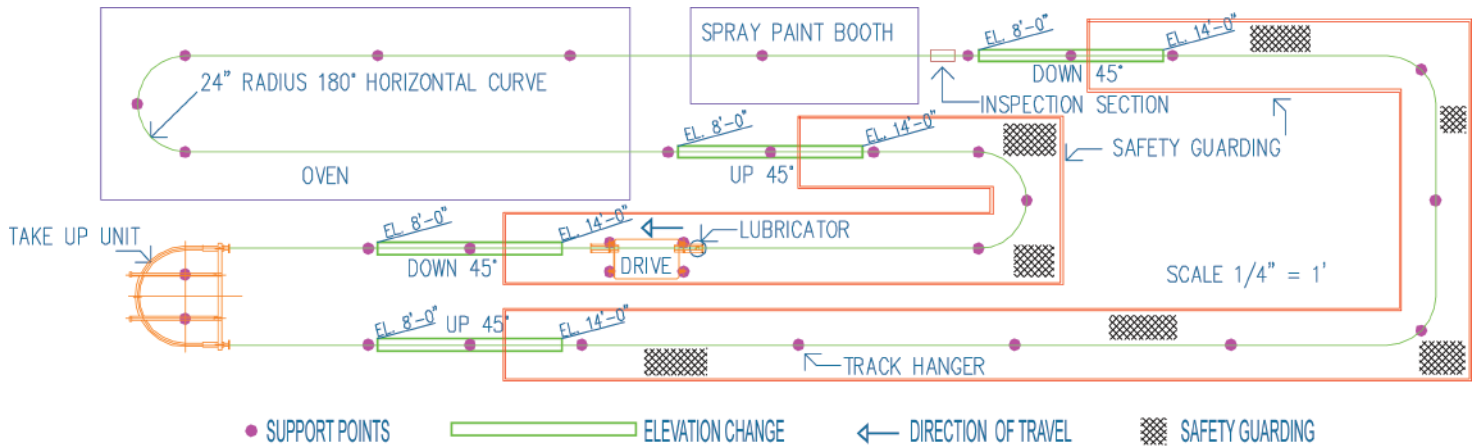 SPRAY PAINT BOOTH
EL. 8'-0"
EL. 14'-0"
DOWN 45°
24" RADIUS 180° HORIZONTAL CURVE
INSPECTION SECTION
EL. 8'-0"
EL. 14'-0"
SAFETY GUARDING
UP 45°
OVEN
TAKE UP UNIT
EL. 8'-0"
EL. 14'-0"
LUBRICATOR
DOWN 45°
DRIVE
SCALE 1/4" = 1'
EL. 8'-0"
UP 45°
EL. 14'-0"
TRACK HANGER
SUPPORT POINTS
ELEVATION CHANGE
DIRECTION OF TRAVEL
SAFETY GUARDING